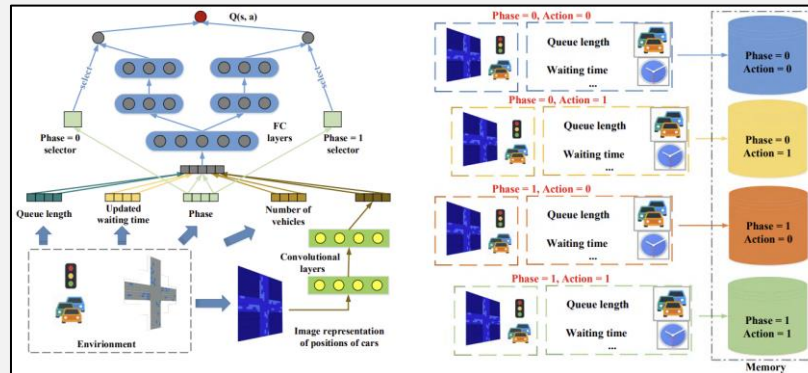 Q(s, a)
select
select
FC
layers
Phase = 0
selector
Phase = 1
selector
Queue length
Updated
waiting time
Phase
Number of
vehicles
Convolutional
layers
Image representation
of positions of cars
Envirionment
Phase = 0, Action = 0
Queue length
Waiting time
...
Phase = 0
Action = 0
Phase = 0, Action = 1
Queue length
Waiting time
...
Phase = 0
Action = 1
Phase = 1, Action = 0
Queue length
Waiting time
...
Phase = 1
Action = 0
Phase = 1, Action = 1
Queue length
Waiting time
...
Phase = 1
Action = 1
Memory